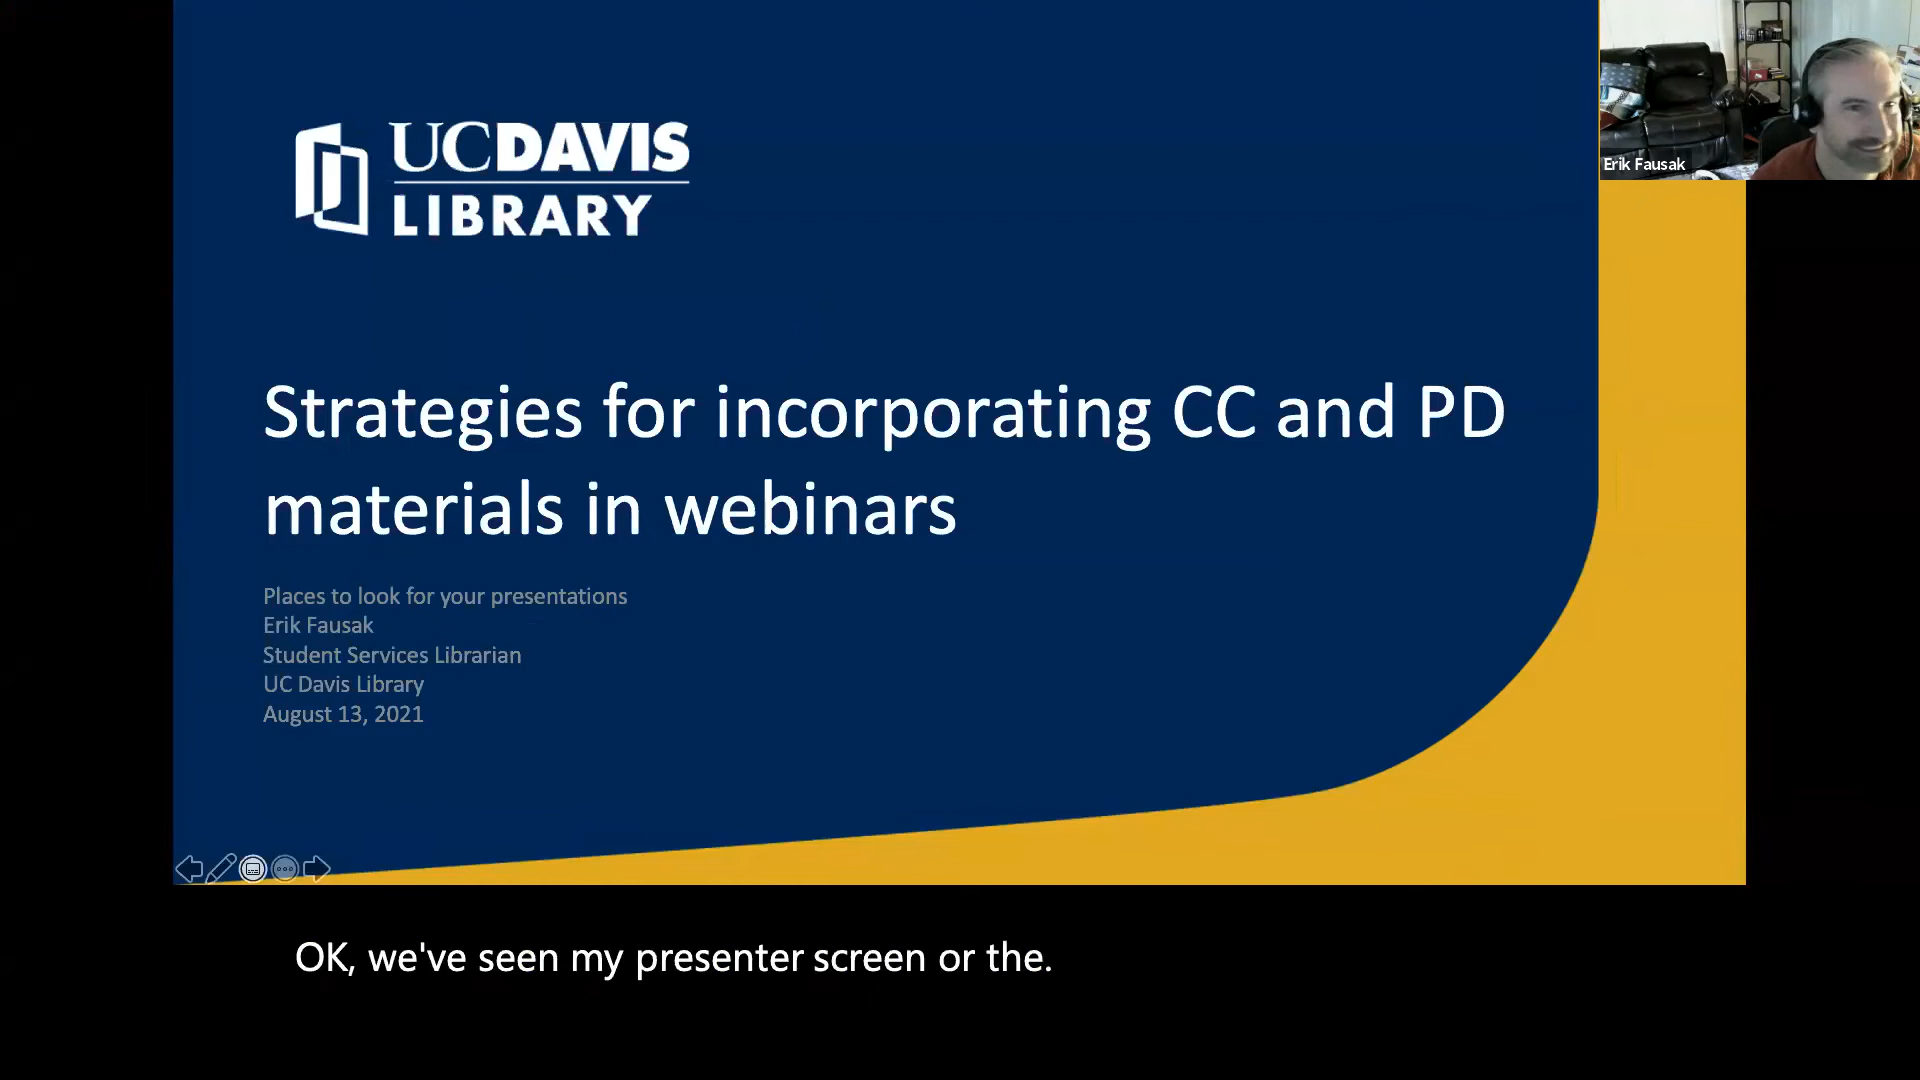 UCDAVIS
LIBRARY
Erik Fausak
Strategies for incorporating CC and PD
materials in webinars
Places to look for your presentations
Erik Fausak
Student Services Librarian
UC Davis Library
August 13, 2021
OK, we've seen my presenter screen or the.